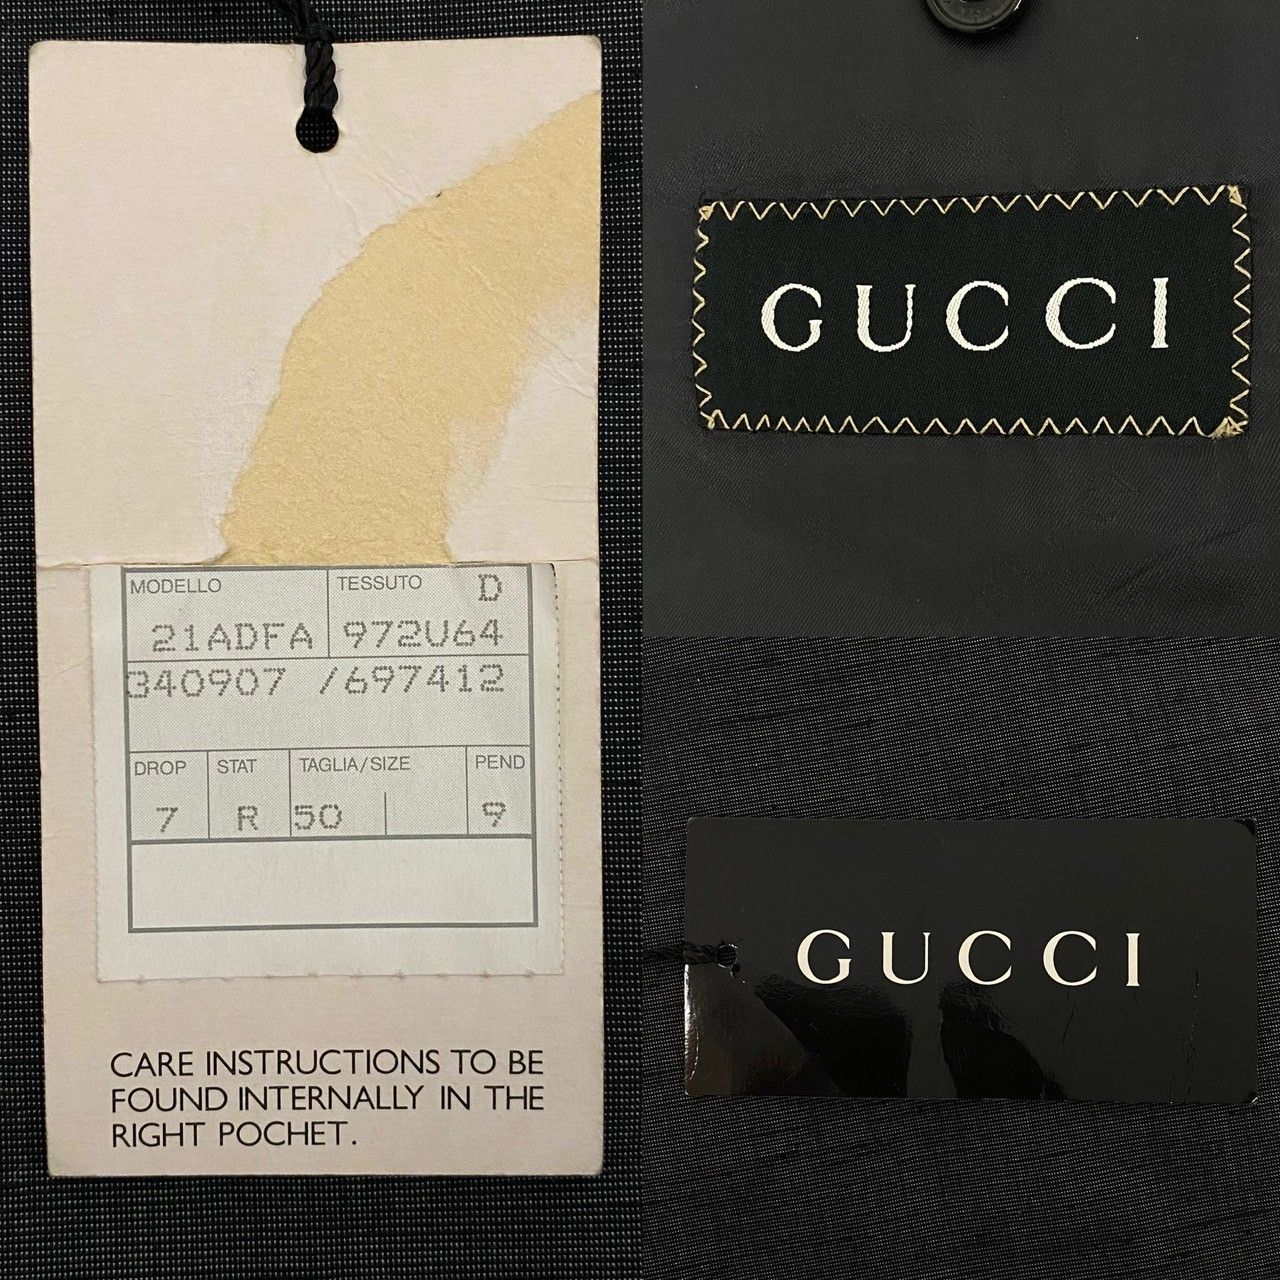 MODELLO TESSUTO D
21ADFA 972U64
340907 /697412
DROP STAT TAGLIA/SIZE PEND
7 R 50 9
CARE INSTRUCTIONS TO BE
FOUND INTERNALLY IN THE
RIGHT POCHET.
GUCCI
GUCCI